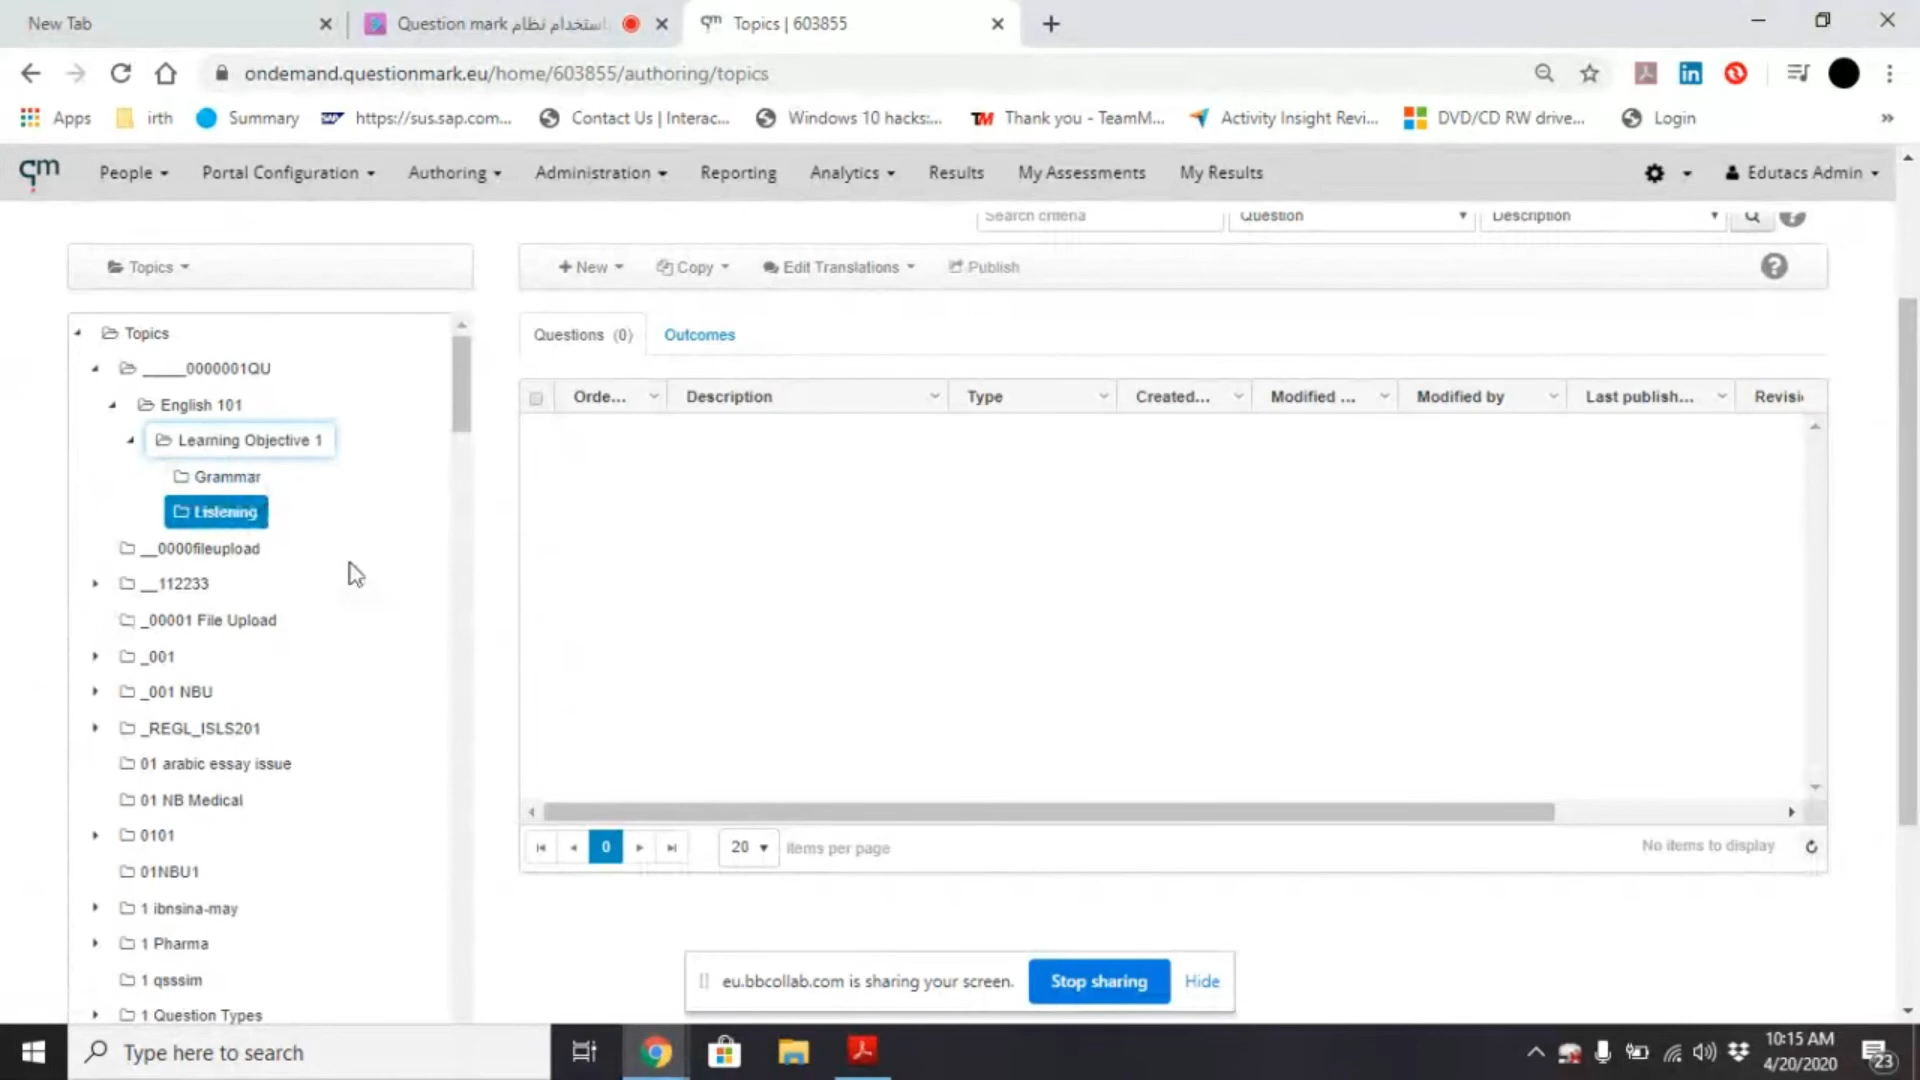 New Tab
Question mark استخدام نظام
Topics | 603855
ondemand.questionmark.eu/home/603855/authoring/topics
Apps
irth
Summary
https://sus.sap.com...
Contact Us | Interac...
Windows 10 hacks:...
Thank you - TeamM...
Activity Insight Revi...
DVD/CD RW drive...
Login
qm
People
Portal Configuration
Authoring
Administration
Reporting
Analytics
Results
My Assessments
My Results
Edutacs Admin
Search criteria
Question
Description
Topics
+ New
Copy
Edit Translations
Publish
Topics
_____0000001QU
English 101
Learning Objective 1
Grammar
Listening
__0000fileupload
__112233
_00001 File Upload
_001
_001 NBU
_REGL_ISLS201
01 arabic essay issue
01 NB Medical
0101
01NBU1
1 ibnsina-may
1 Pharma
1 qsssim
1 Question Types
Questions (0)
Outcomes
Orde...
Description
Type
Created...
Modified ...
Modified by
Last publish...
Revisi
0
20
items per page
No items to display
eu.bbcollab.com is sharing your screen.
Stop sharing
Hide
Type here to search
10:15 AM
4/20/2020
23